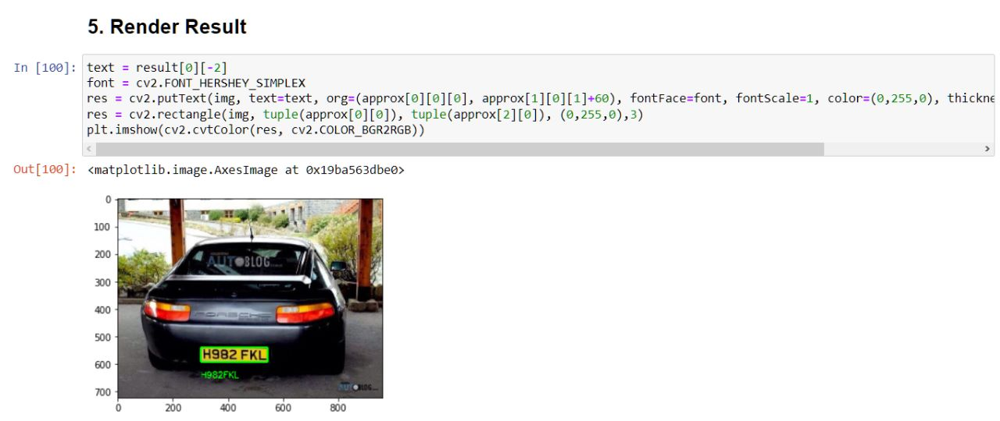 5. Render Result
In [100]:
text = result[0][-2]
font = cv2.FONT_HERSHEY_SIMPLEX
res = cv2.putText(img, text=text, org=(approx[0][0][0], approx[1][0][1]+60), fontFace=font, fontScale=1, color=(0,255,0), thickne
res = cv2.rectangle(img, tuple(approx[0][0]), tuple(approx[2][0]), (0,255,0),3)
plt.imshow(cv2.cvtColor(res, cv2.COLOR_BGR2RGB))
Out[100]: <matplotlib.image.AxesImage at 0x19ba563dbe0>
0
100
200
300
400
500
600
700
AUTOBLOG
PORSCHE
H982 FKL
H982FKL
AUTOBLOG
0 200 400 600 800